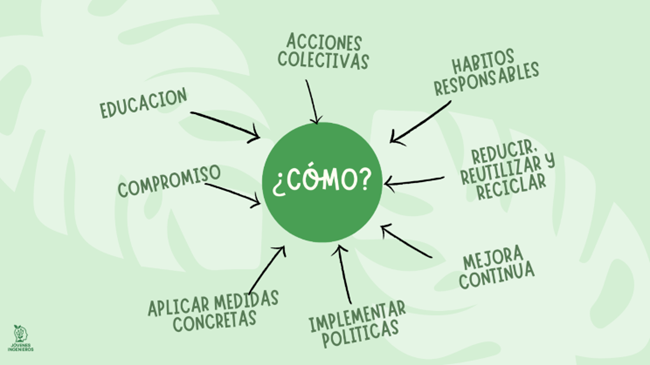 ACCIONES
COLECTIVAS
HABITOS
RESPONSABLES
EDUCACION
¿CÓMO?
REDUCIR,
REUTILIZAR y
RECICLAR
COMPROMISO
MEJORA
CONTINUA
APLICAR MEDIDAS
CONCRETAS
IMPLEMENTAR
POLITICAS
JÓVENES
INGENIEROS